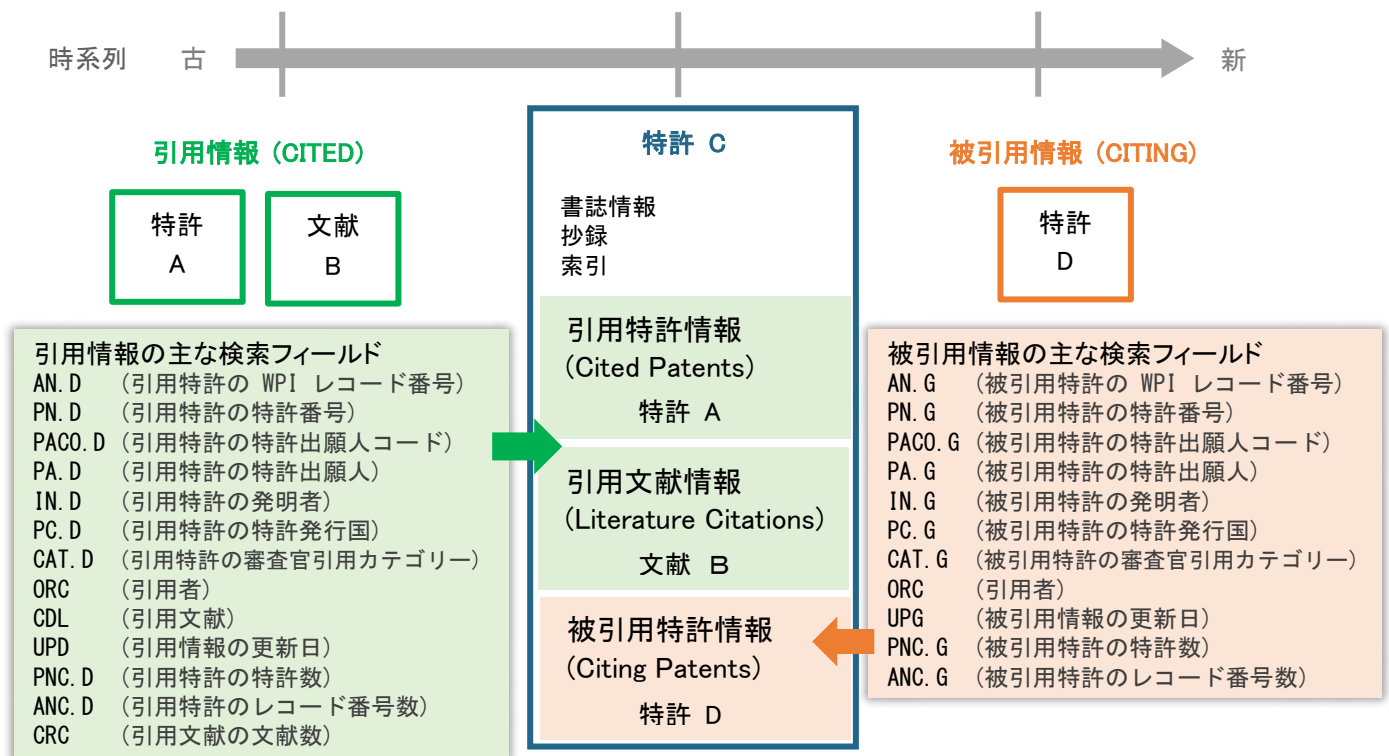 時系列 古 新
引用情報 (CITED)
特許
A
文献
B
引用情報の主な検索フィールド
AN.D (引用特許の WPI レコード番号)
PN.D (引用特許の特許番号)
PACO.D (引用特許の特許出願人コード)
PA.D (引用特許の特許出願人)
IN.D (引用特許の発明者)
PC.D (引用特許の特許発行国)
CAT.D (引用特許の審査官引用カテゴリー)
ORC (引用者)
CDL (引用文献)
UPD (引用情報の更新日)
PNC.D (引用特許の特許数)
ANC.D (引用特許のレコード番号数)
CRC (引用文献の文献数)
特許 C
書誌情報
抄録
索引
引用特許情報
(Cited Patents)
特許 A
引用文献情報
(Literature Citations)
文献 B
被引用特許情報
(Citing Patents)
特許 D
被引用情報 (CITING)
特許
D
被引用情報の主な検索フィールド
AN.G (被引用特許の WPI レコード番号)
PN.G (被引用特許の特許番号)
PACO.G (被引用特許の特許出願人コード)
PA.G (被引用特許の特許出願人)
IN.G (被引用特許の発明者)
PC.G (被引用特許の特許発行国)
CAT.G (被引用特許の審査官引用カテゴリー)
ORC (引用者)
UPG (被引用情報の更新日)
PNC.G (被引用特許の特許数)
ANC.G (被引用特許のレコード番号数)